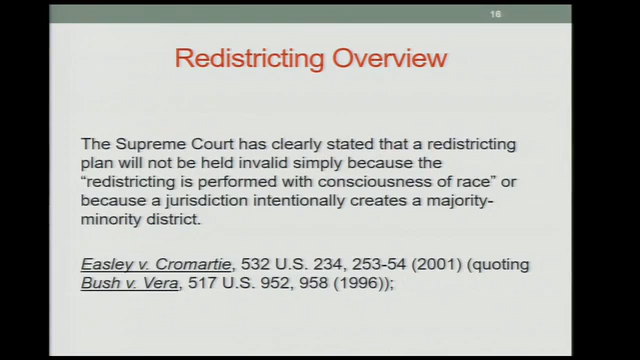 16
Redistricting Overview
The Supreme Court has clearly stated that a redistricting
plan will not be held invalid simply because the
“redistricting is performed with consciousness of race” or
because a jurisdiction intentionally creates a majority-
minority district.
Easley v. Cromartie, 532 U.S. 234, 253-54 (2001) (quoting
Bush v. Vera, 517 U.S. 952, 958 (1996));